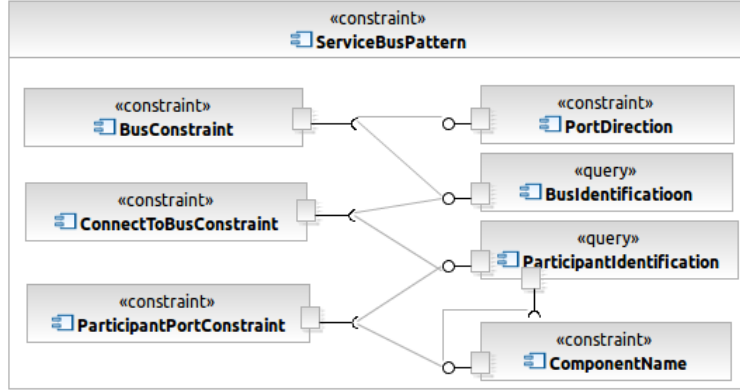 «constraint»
ServiceBusPattern
«constraint»
BusConstraint
«constraint»
PortDirection
«query»
BusIdentificatioon
«constraint»
ConnectToBusConstraint
«query»
ParticipantIdentification
«constraint»
ParticipantPortConstraint
«constraint»
ComponentName